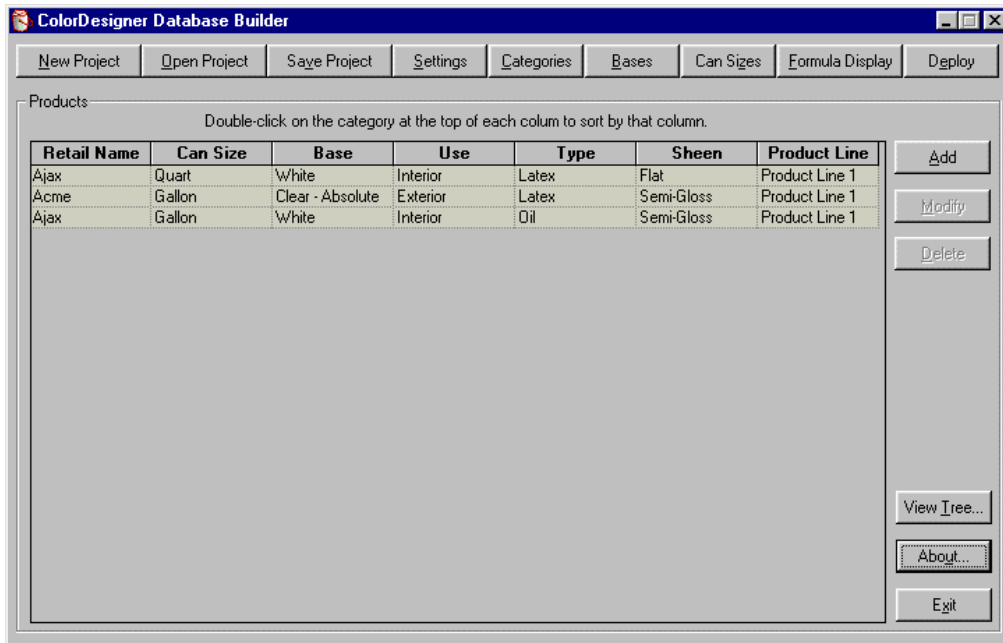 ColorDesigner Database Builder
New Project Open Project Save Project Settings Categories Bases Can Sizes Formula Display Deploy
Products
Double-click on the category at the top of each colum to sort by that column.
Retail Name Can Size Base Use Type Sheen Product Line
Ajax Quart White Interior Latex Flat Product Line 1
Acme Gallon Clear - Absolute Exterior Latex Semi-Gloss Product Line 1
Ajax Gallon White Interior Oil Semi-Gloss Product Line 1
Add
Modify
Delete
View Tree...
About...
Exit